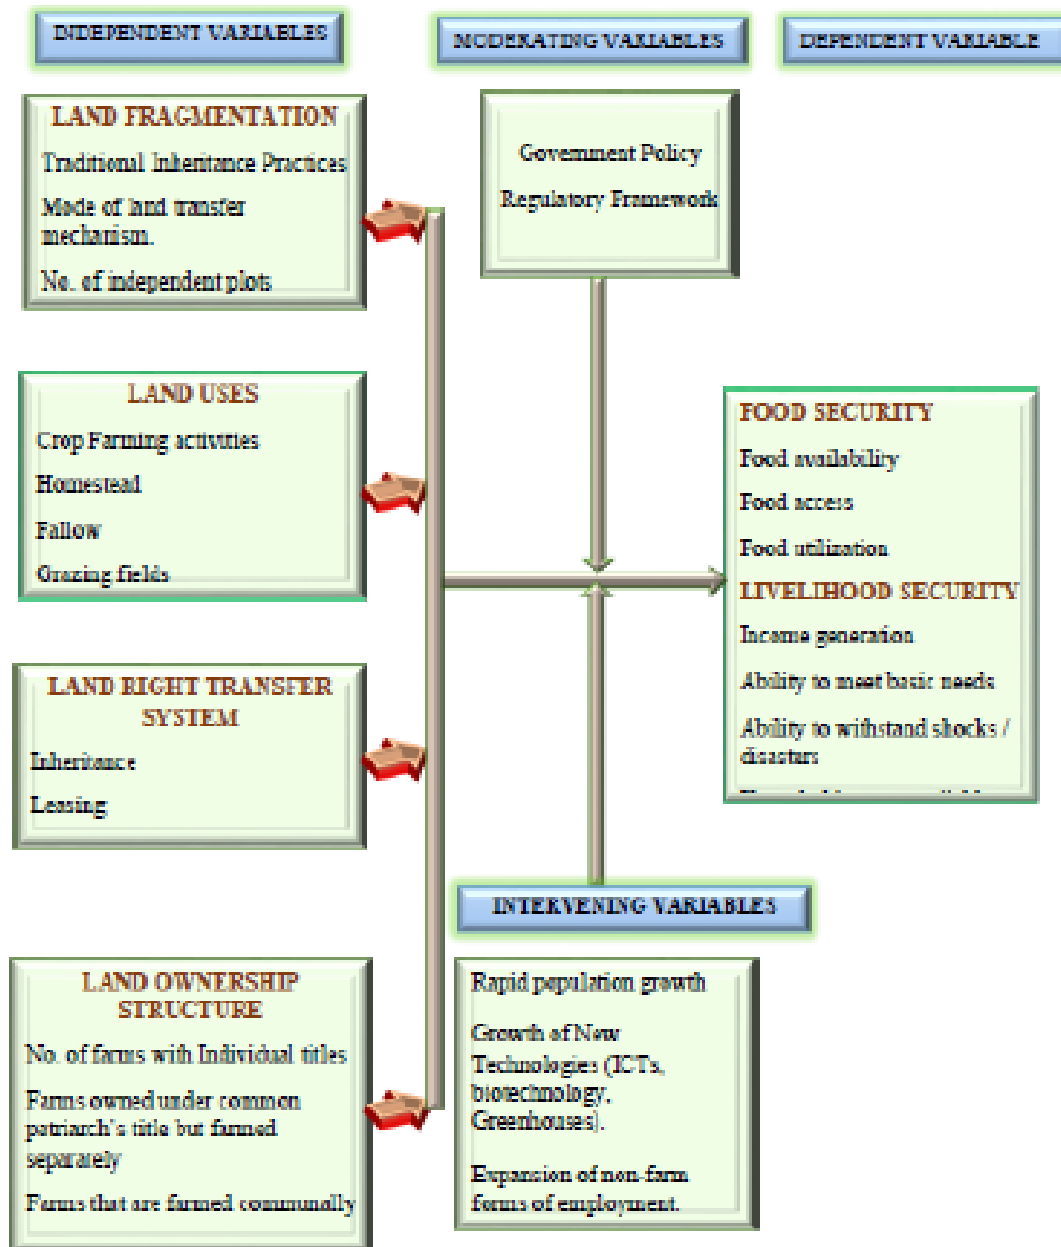 INDEPENDENT VARIABLES
MODERATING VARIABLES
DEPENDENT VARIABLE
LAND FRAGMENTATION
Traditional Inheritance Practices
Mode of land transfer
mechanism.
No. of independent plots
Government Policy
Regulatory Framework
LAND USES
Crop Farming activities
Homestead
Fallow
Grazing fields
FOOD SECURITY
Food availability
Food access
Food utilization
LIVELIHOOD SECURITY
Income generation
Ability to meet basic needs
Ability to withstand shocks /
disasters
LAND RIGHT TRANSFER
SYSTEM
Inheritance
Leasing
INTERVENING VARIABLES
LAND OWNERSHIP
STRUCTURE
No. of farms with Individual titles
Farms owned under common
patriarch's title but farmed
separately
Farms that are farmed communally
Rapid population growth
Growth of New
Technologies (ICTs,
biotechnology,
Greenhouses).
Expansion of non-farm
forms of employment.